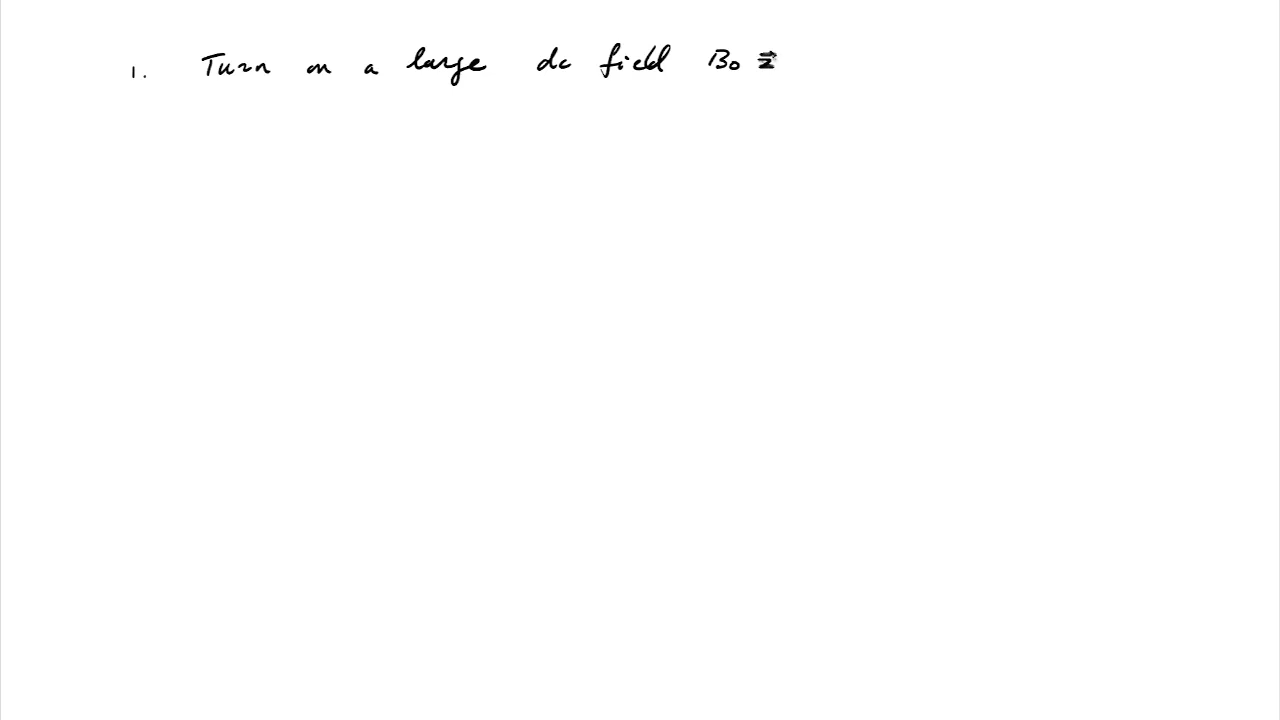 1. Turn on a large dc field B₀ z⃗